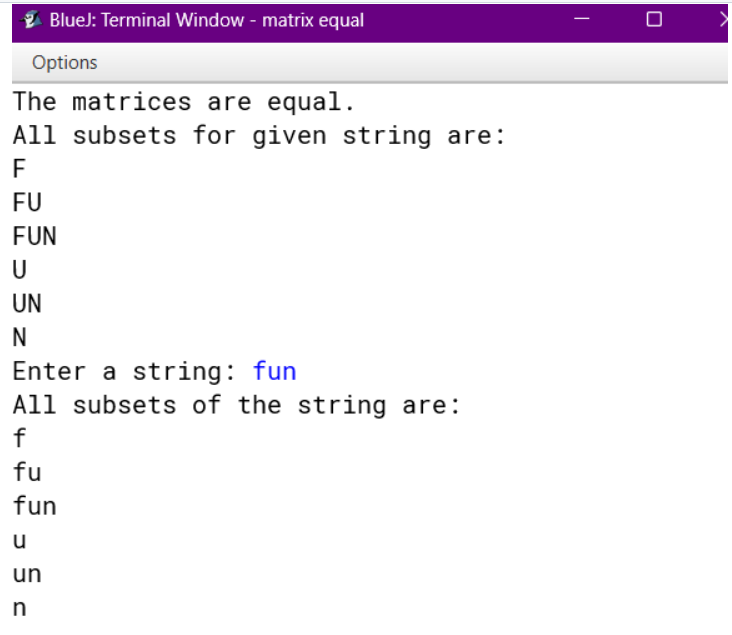 BlueJ: Terminal Window - matrix equal
Options
The matrices are equal.
All subsets for given string are:
F
FU
FUN
U
UN
N
Enter a string: fun
All subsets of the string are:
f
fu
fun
u
un
n